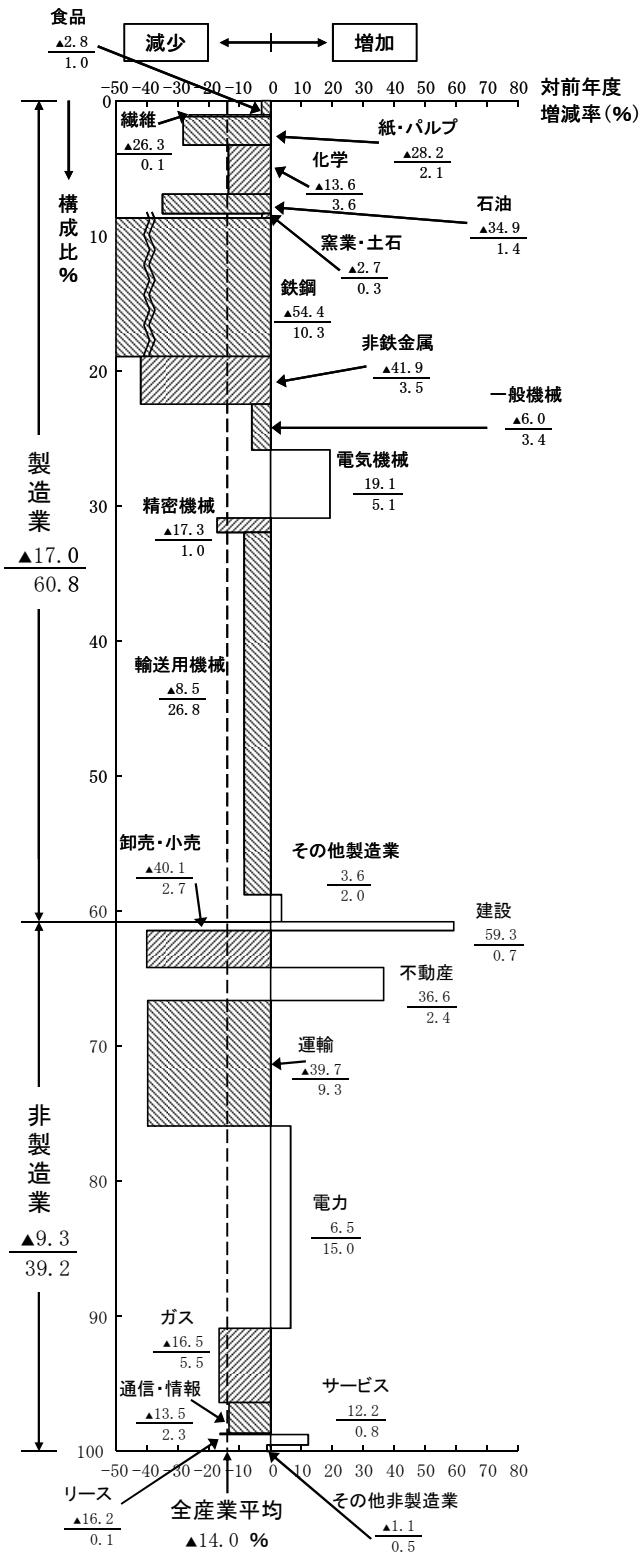 食品
▲2.8
1.0
減少
増加
-50 -40 -30 -20 -10 0 10 20 30 40 50 60 70 80
対前年度
増減率(%)
0
繊維
▲26.3
0.1
紙・パルプ
▲28.2
2.1
化学
▲13.6
3.6
石油
▲34.9
1.4
構成比%
10
窯業・土石
▲2.7
0.3
鉄鋼
▲54.4
10.3
非鉄金属
▲41.9
3.5
20
一般機械
▲6.0
3.4
電気機械
19.1
5.1
製造業
▲17.0
60.8
精密機械
▲17.3
1.0
30
40
輸送用機械
▲8.5
26.8
50
卸売・小売
▲40.1
2.7
その他製造業
3.6
2.0
60
建設
59.3
0.7
不動産
36.6
2.4
70
運輸
▲39.7
9.3
非製造業
▲9.3
39.2
80
電力
6.5
15.0
90
ガス
▲16.5
5.5
通信・情報
▲13.5
2.3
サービス
12.2
0.8
100
-50 -40 -30 -20 -10 0 10 20 30 40 50 60 70 80
リース
▲16.2
0.1
全産業平均
▲14.0 %
その他非製造業
▲1.1
0.5